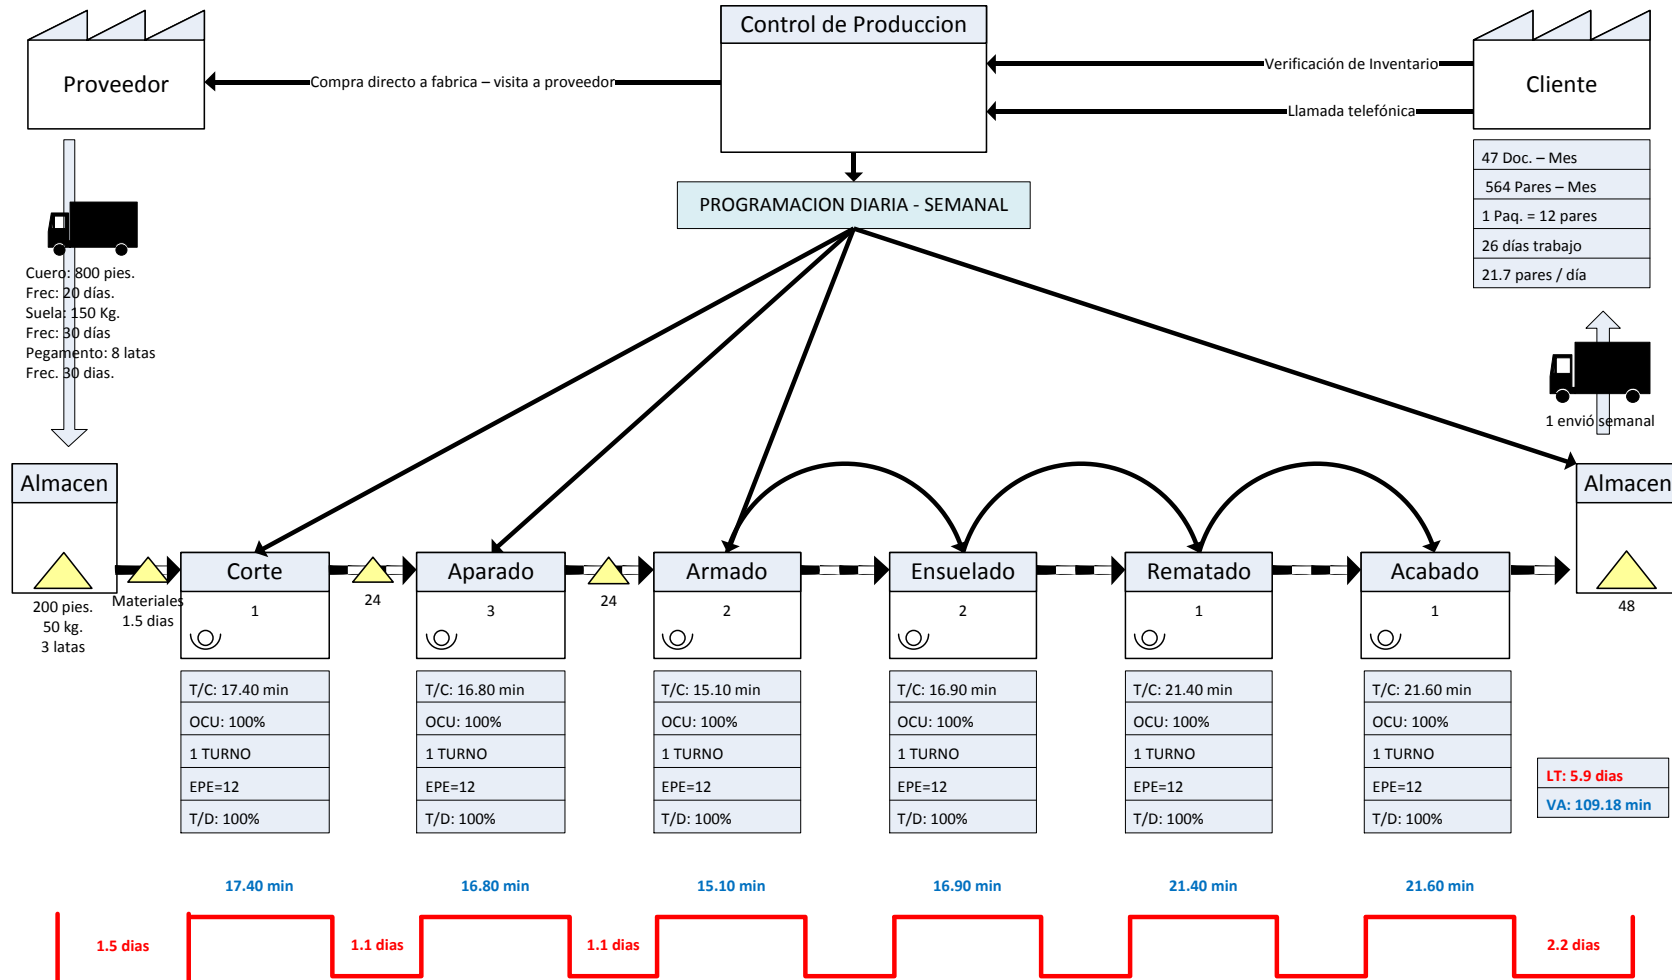 Control de Produccion
Proveedor
Compra directo a fabrica – visita a proveedor
Verificación de Inventario
Llamada telefónica
Cliente
PROGRAMACION DIARIA - SEMANAL
47 Doc. – Mes
564 Pares – Mes
1 Paq. = 12 pares
26 días trabajo
21.7 pares / día
Cuero: 800 pies.
Frec: 20 días.
Suela: 150 Kg.
Frec: 30 días
Pegamento: 8 latas
Frec. 30 dias.
1 envió semanal
Almacen
200 pies.
50 kg.
3 latas
Materiales
1.5 dias
Corte
1
24
Aparado
3
24
Armado
2
Ensuelado
2
Rematado
1
Acabado
1
Almacen
48
T/C: 17.40 min
OCU: 100%
1 TURNO
EPE=12
T/D: 100%
T/C: 16.80 min
OCU: 100%
1 TURNO
EPE=12
T/D: 100%
T/C: 15.10 min
OCU: 100%
1 TURNO
EPE=12
T/D: 100%
T/C: 16.90 min
OCU: 100%
1 TURNO
EPE=12
T/D: 100%
T/C: 21.40 min
OCU: 100%
1 TURNO
EPE=12
T/D: 100%
T/C: 21.60 min
OCU: 100%
1 TURNO
EPE=12
T/D: 100%
LT: 5.9 dias
VA: 109.18 min
17.40 min
16.80 min
15.10 min
16.90 min
21.40 min
21.60 min
1.5 dias
1.1 dias
1.1 dias
2.2 dias